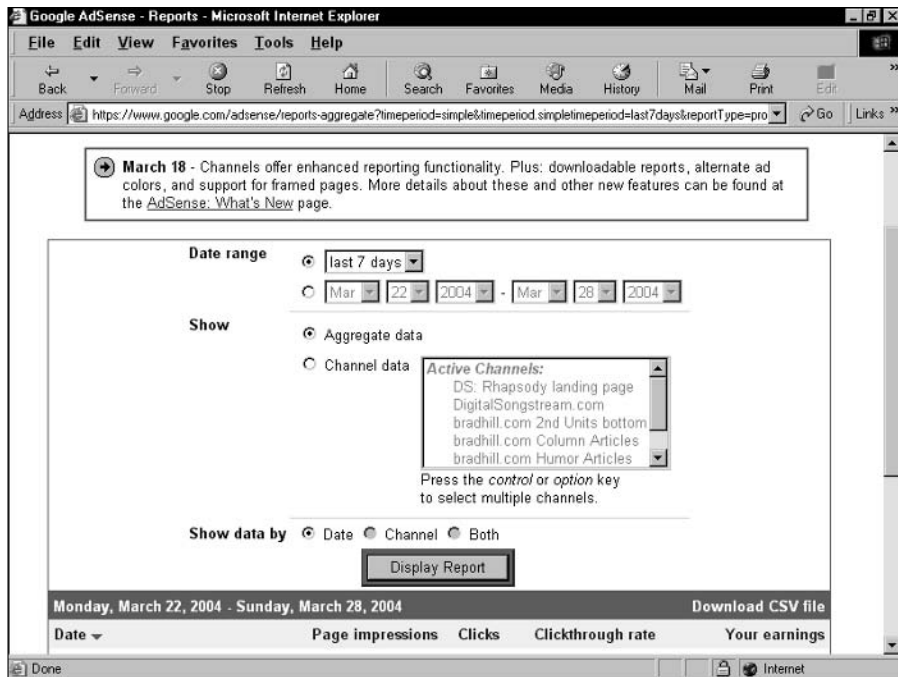 Google AdSense - Reports - Microsoft Internet Explorer
File Edit View Favorites Tools Help
Back Forward Stop Refresh Home Search Favorites Media History Mail Print Edit
Address https://www.google.com/adsense/reports-aggregate?timeperiod=simple&timeperiod.simpletimeperiod=last7days&reportType=pro Go Links »
March 18 - Channels offer enhanced reporting functionality. Plus: downloadable reports, alternate ad
colors, and support for framed pages. More details about these and other new features can be found at
the AdSense: What's New page.
Date range last 7 days
Mar 22 2004 - Mar 28 2004
Show Aggregate data
Channel data Active Channels:
DS: Rhapsody landing page
DigitalSongstream.com
bradhill.com 2nd Units bottom
bradhill.com Column Articles
bradhill.com Humor Articles
Press the control or option key
to select multiple channels.
Show data by Date Channel Both
Display Report
Monday, March 22, 2004 - Sunday, March 28, 2004 Download CSV file
Date Page impressions Clicks Clickthrough rate Your earnings
Done Internet